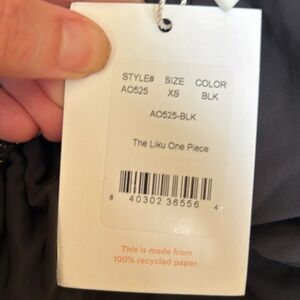 STYLE# SIZE COLOR
AO525 XS BLK
AO525-BLK
The Liku One Piece
8 40302 36556 4
This is made from
100% recycled paper.